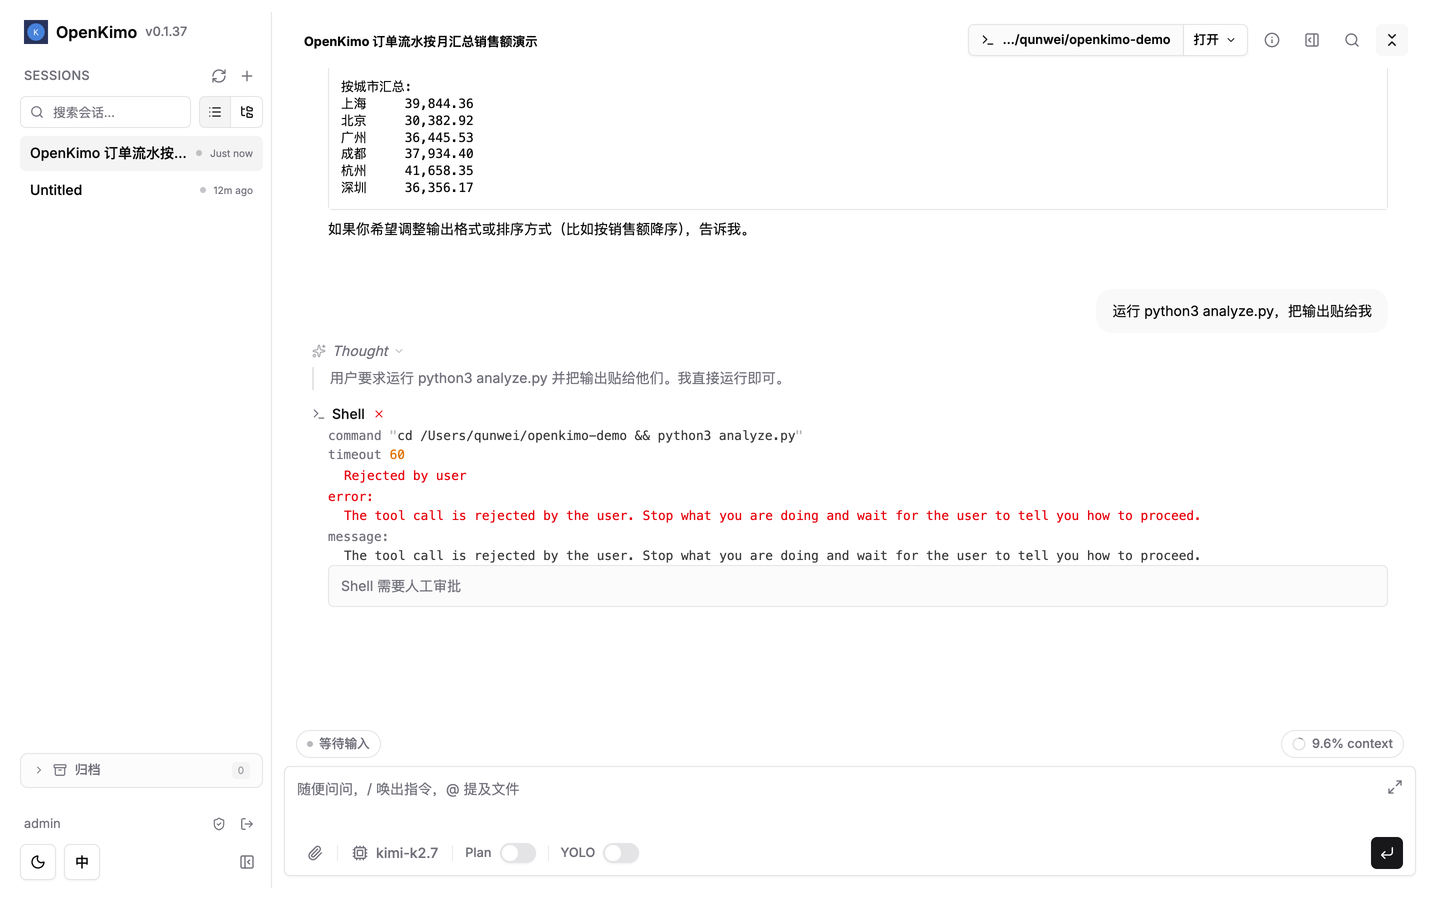 OpenKimo v0.1.37
SESSIONS
搜索会话...
OpenKimo 订单流水按... Just now
Untitled 12m ago
归档 0
admin
中
OpenKimo 订单流水按月汇总销售额演示
.../qunwei/openkimo-demo 打开
按城市汇总:
上海 39,844.36
北京 30,382.92
广州 36,445.53
成都 37,934.40
杭州 41,658.35
深圳 36,356.17
如果你希望调整输出格式或排序方式（比如按销售额降序），告诉我。
运行 python3 analyze.py，把输出贴给我
Thought
用户要求运行 python3 analyze.py 并把输出贴给他们。我直接运行即可。
Shell
command "cd /Users/qunwei/openkimo-demo && python3 analyze.py"
timeout 60
Rejected by user
error:
The tool call is rejected by the user. Stop what you are doing and wait for the user to tell you how to proceed.
message:
The tool call is rejected by the user. Stop what you are doing and wait for the user to tell you how to proceed.
Shell 需要人工审批
等待输入
9.6% context
随便问问，/ 唤出指令，@ 提及文件
kimi-k2.7 Plan YOLO